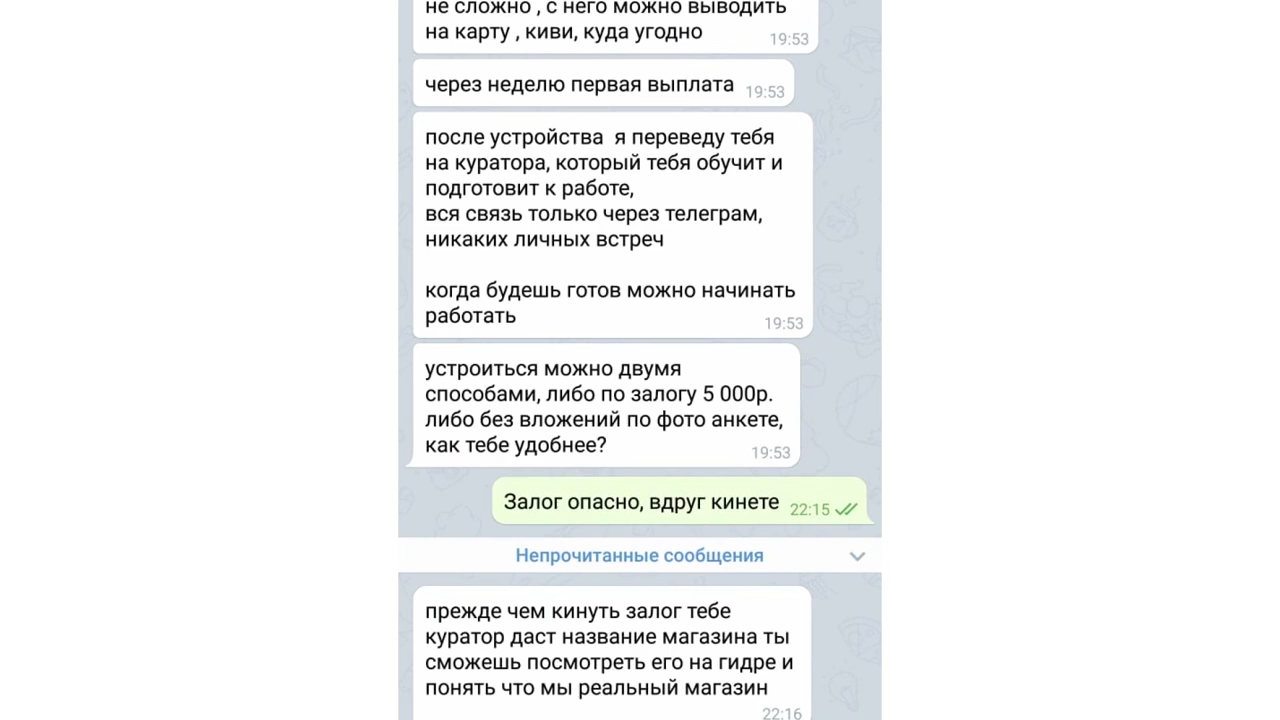 не сложно , с него можно выводить
на карту , киви, куда угодно
19:53
через неделю первая выплата
19:53
после устройства  я переведу тебя
на куратора, который тебя обучит и
подготовит к работе,
вся связь только через телеграм,
никаких личных встреч
когда будешь готов можно начинать
работать
19:53
устроиться можно двумя
способами, либо по залогу 5 000р.
либо без вложений по фото анкете,
как тебе удобнее?
19:53
Залог опасно, вдруг кинете
22:15
Непрочитанные сообщения
прежде чем кинуть залог тебе
куратор даст название магазина ты
сможешь посмотреть его на гидре и
понять что мы реальный магазин
22:16